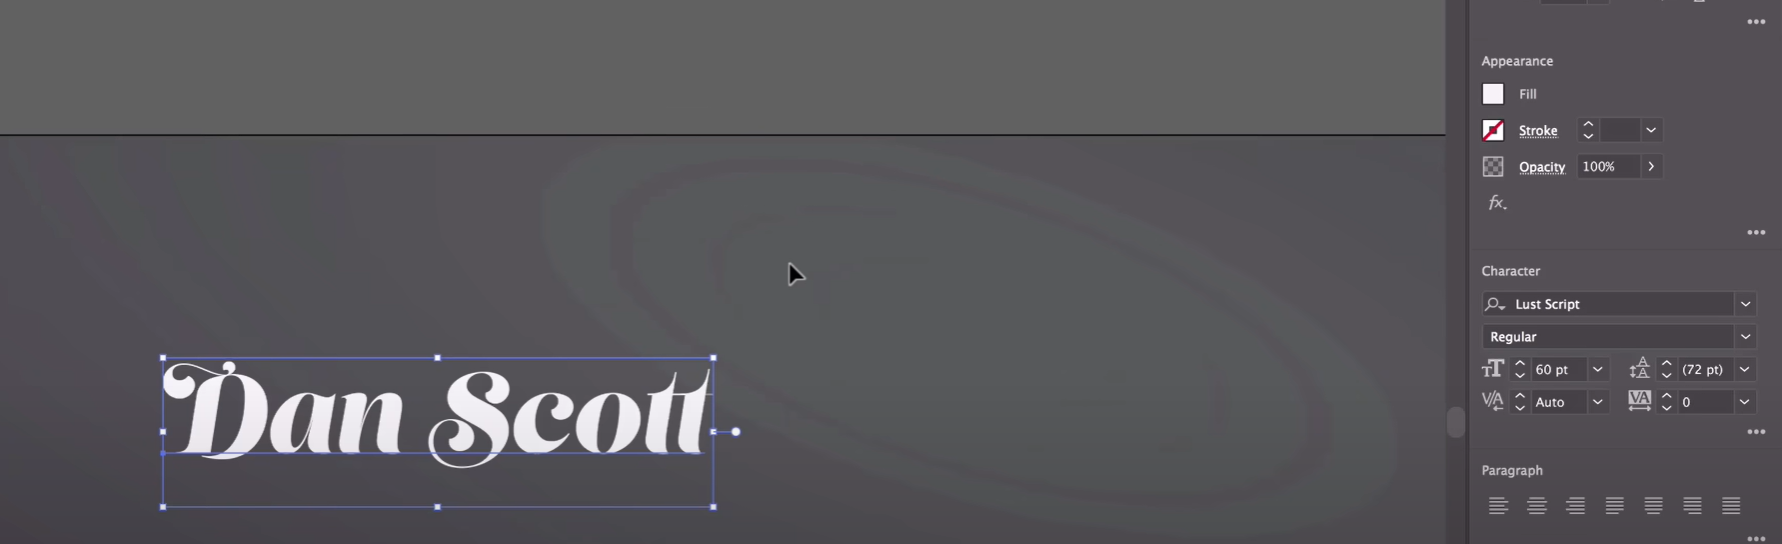 Appearance
Fill
Stroke
Opacity 100%
fx
Character
Dan Scott
Lust Script
Regular
60 pt (72 pt)
Auto 0
Paragraph